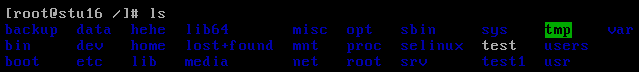 [root@stu16 /]# ls
backup data hehe lib64 misc opt sbin sys tmp var
bin dev home lost+found mnt proc selinux test users
boot etc lib media net root srv test1 usr